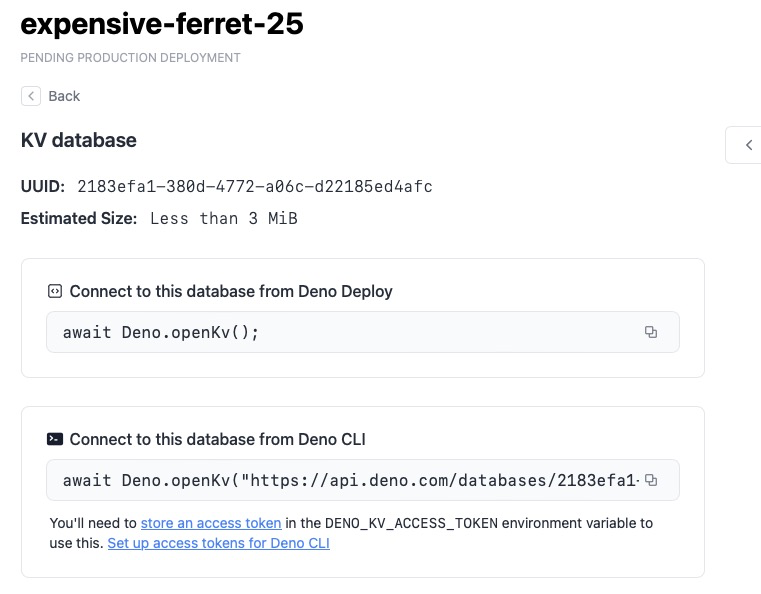 expensive-ferret-25
PENDING PRODUCTION DEPLOYMENT
Back
KV database
UUID: 2183efa1-380d-4772-a06c-d22185ed4afc
Estimated Size: Less than 3 MiB
Connect to this database from Deno Deploy
await Deno.openKv();
Connect to this database from Deno CLI
await Deno.openKv("https://api.deno.com/databases/2183efa1-
You'll need to store an access token in the DENO_KV_ACCESS_TOKEN environment variable to
use this. Set up access tokens for Deno CLI